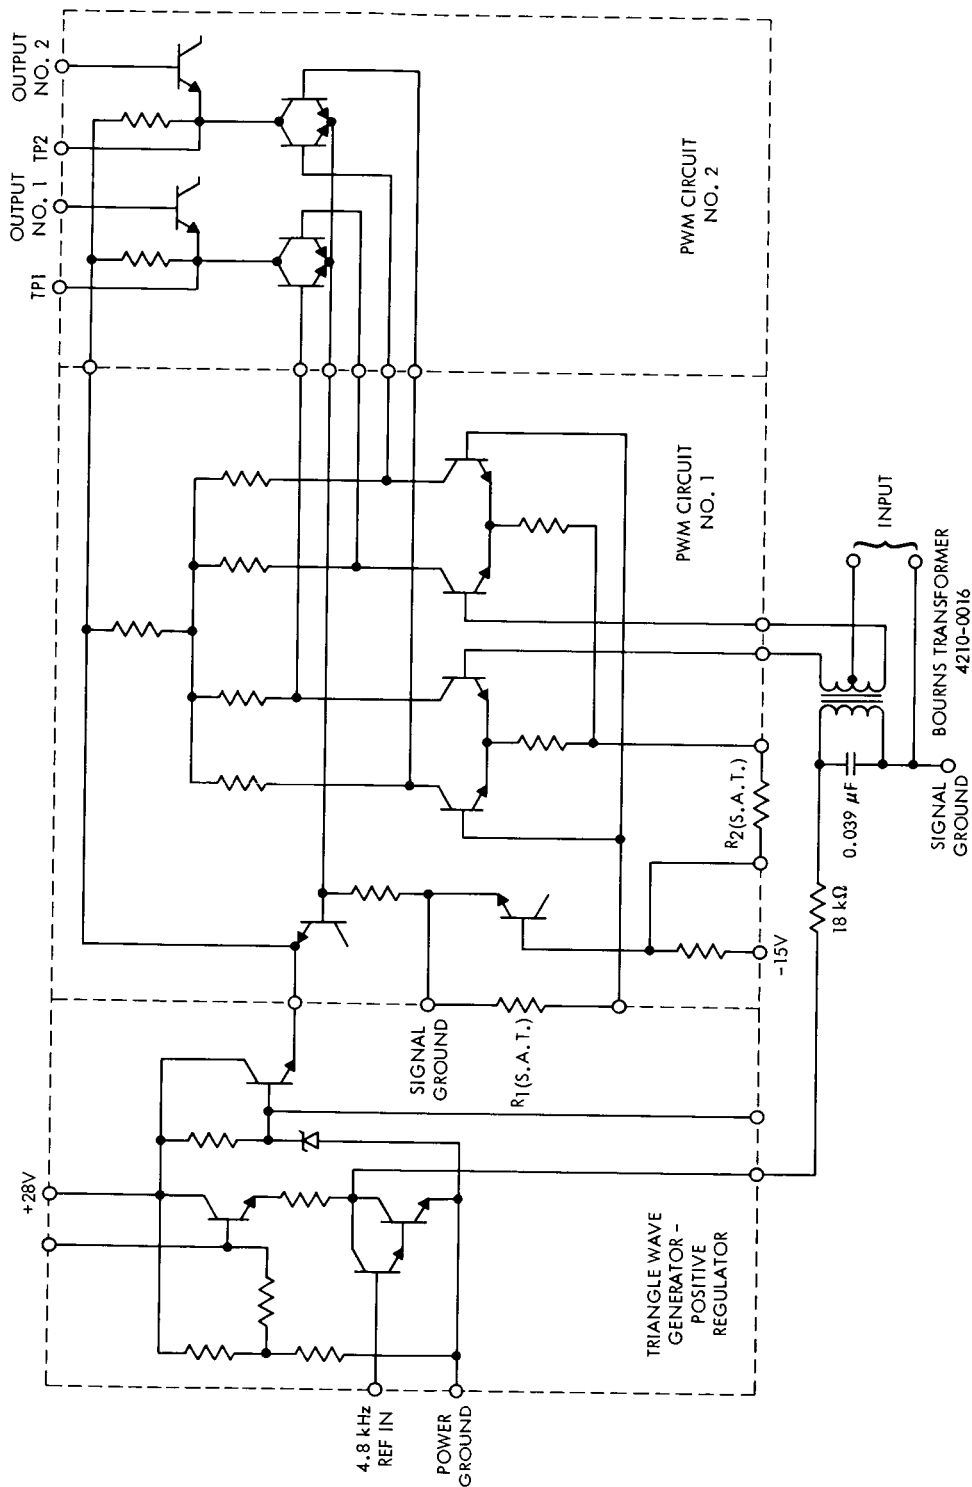 +28V
4.8 kHz
REF IN
POWER
GROUND
TRIANGLE WAVE
GENERATOR -
POSITIVE
REGULATOR
SIGNAL
GROUND
R1(S.A.T.)
-15V
R2(S.A.T.)
18 kΩ
0.039 μF
SIGNAL
GROUND
BOURNS TRANSFORMER
4210-0016
INPUT
PWM CIRCUIT
NO. 1
TP1
OUTPUT
NO. 1
TP2
OUTPUT
NO. 2
PWM CIRCUIT
NO. 2